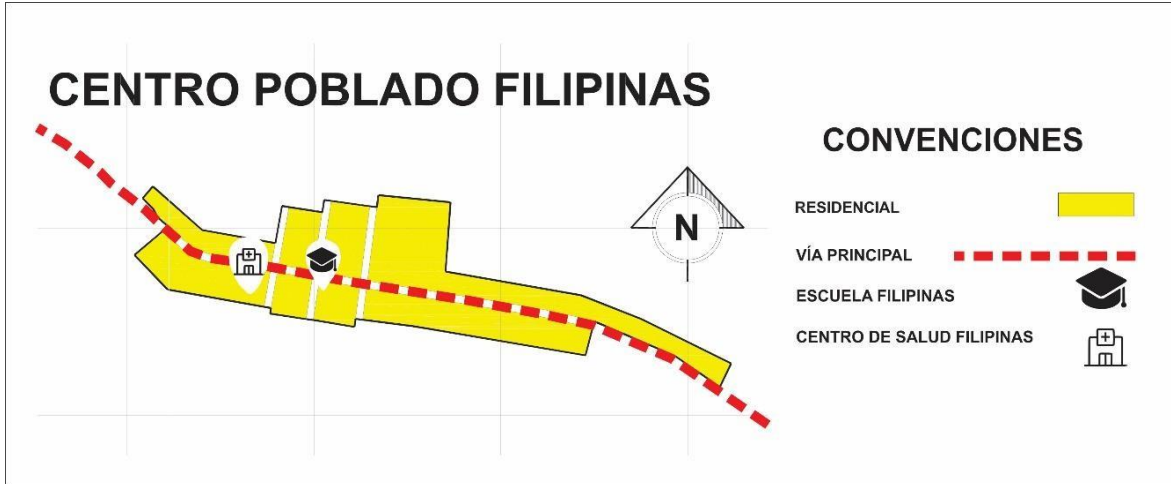 CENTRO POBLADO FILIPINAS
CONVENCIONES
RESIDENCIAL
VÍA PRINCIPAL
ESCUELA FILIPINAS
CENTRO DE SALUD FILIPINAS
N